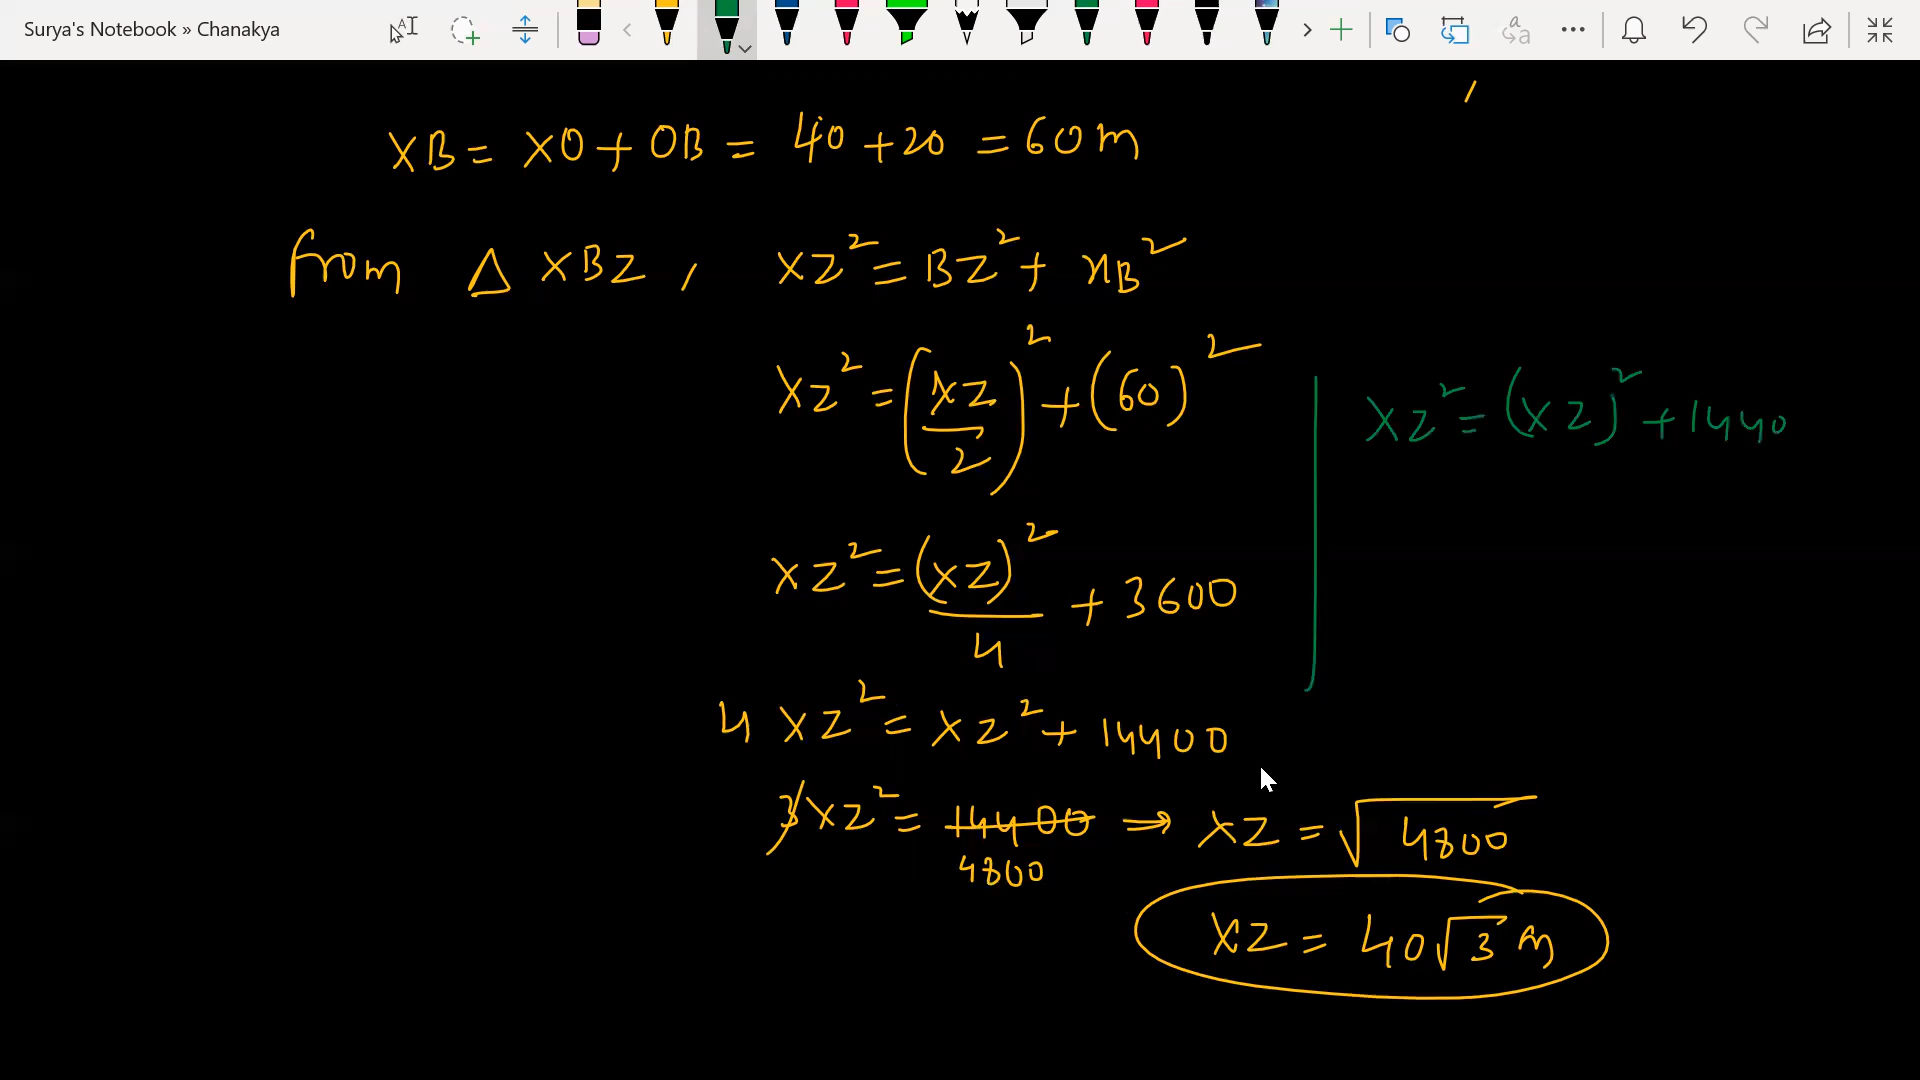 Surya's Notebook » Chanakya
XB = XO + OB = 40 + 20 = 60 m
from Δ XBZ, XZ² = BZ² + xB²
XZ² = (XZ/2)² + (60)²
XZ² = (XZ)² + 1440
XZ² = (XZ)²/4 + 3600
4 XZ² = XZ² + 14400
3 XZ² = 14400 ⇒ XZ = √4800
4800
XZ = 40√3 m